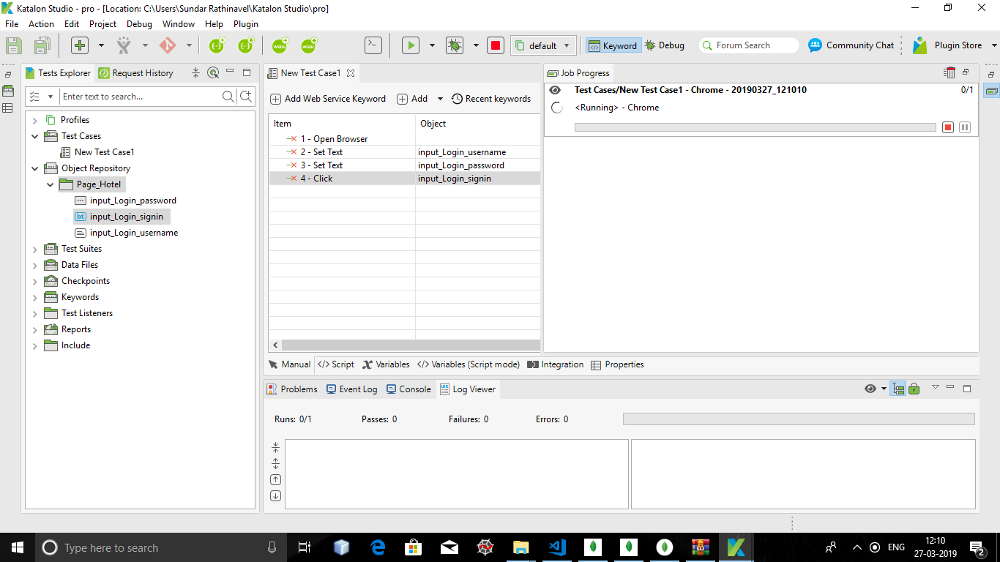 Katalon Studio - pro - [Location: C:\Users\Sundar Rathinavel\Katalon Studio\pro]
File Action Edit Project Debug Window Help Plugin
WSDL WSDL default Keyword Debug Forum Search Community Chat Plugin Store
Tests Explorer Request History
Enter text to search...
Profiles
Test Cases
New Test Case1
Object Repository
Page_Hotel
input_Login_password
bt input_Login_signin
input_Login_username
Test Suites
Data Files
Checkpoints
Keywords
Test Listeners
Reports
Include
New Test Case1
Add Web Service Keyword Add Recent keywords
Item Object
1 - Open Browser
2 - Set Text input_Login_username
3 - Set Text input_Login_password
4 - Click input_Login_signin
Manual </> Script Variables </> Variables (Script mode) Integration Properties
Job Progress
Test Cases/New Test Case1 - Chrome - 20190327_121010 0/1
<Running> - Chrome
Problems Event Log Console Log Viewer
Runs: 0/1 Passes: 0 Failures: 0 Errors: 0
Type here to search
ENG
12:10
27-03-2019
2